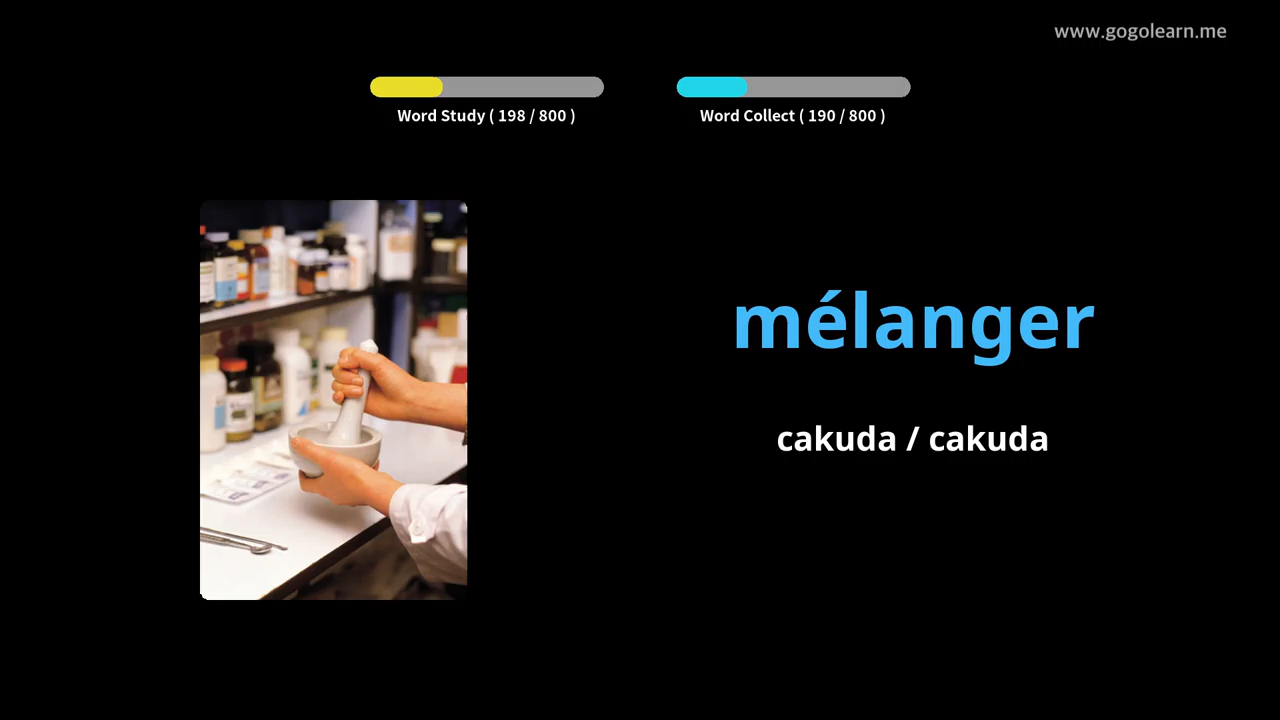 www.gogolearn.me
Word Study ( 198 / 800 )
Word Collect ( 190 / 800 )
mélanger
cakuda / cakuda